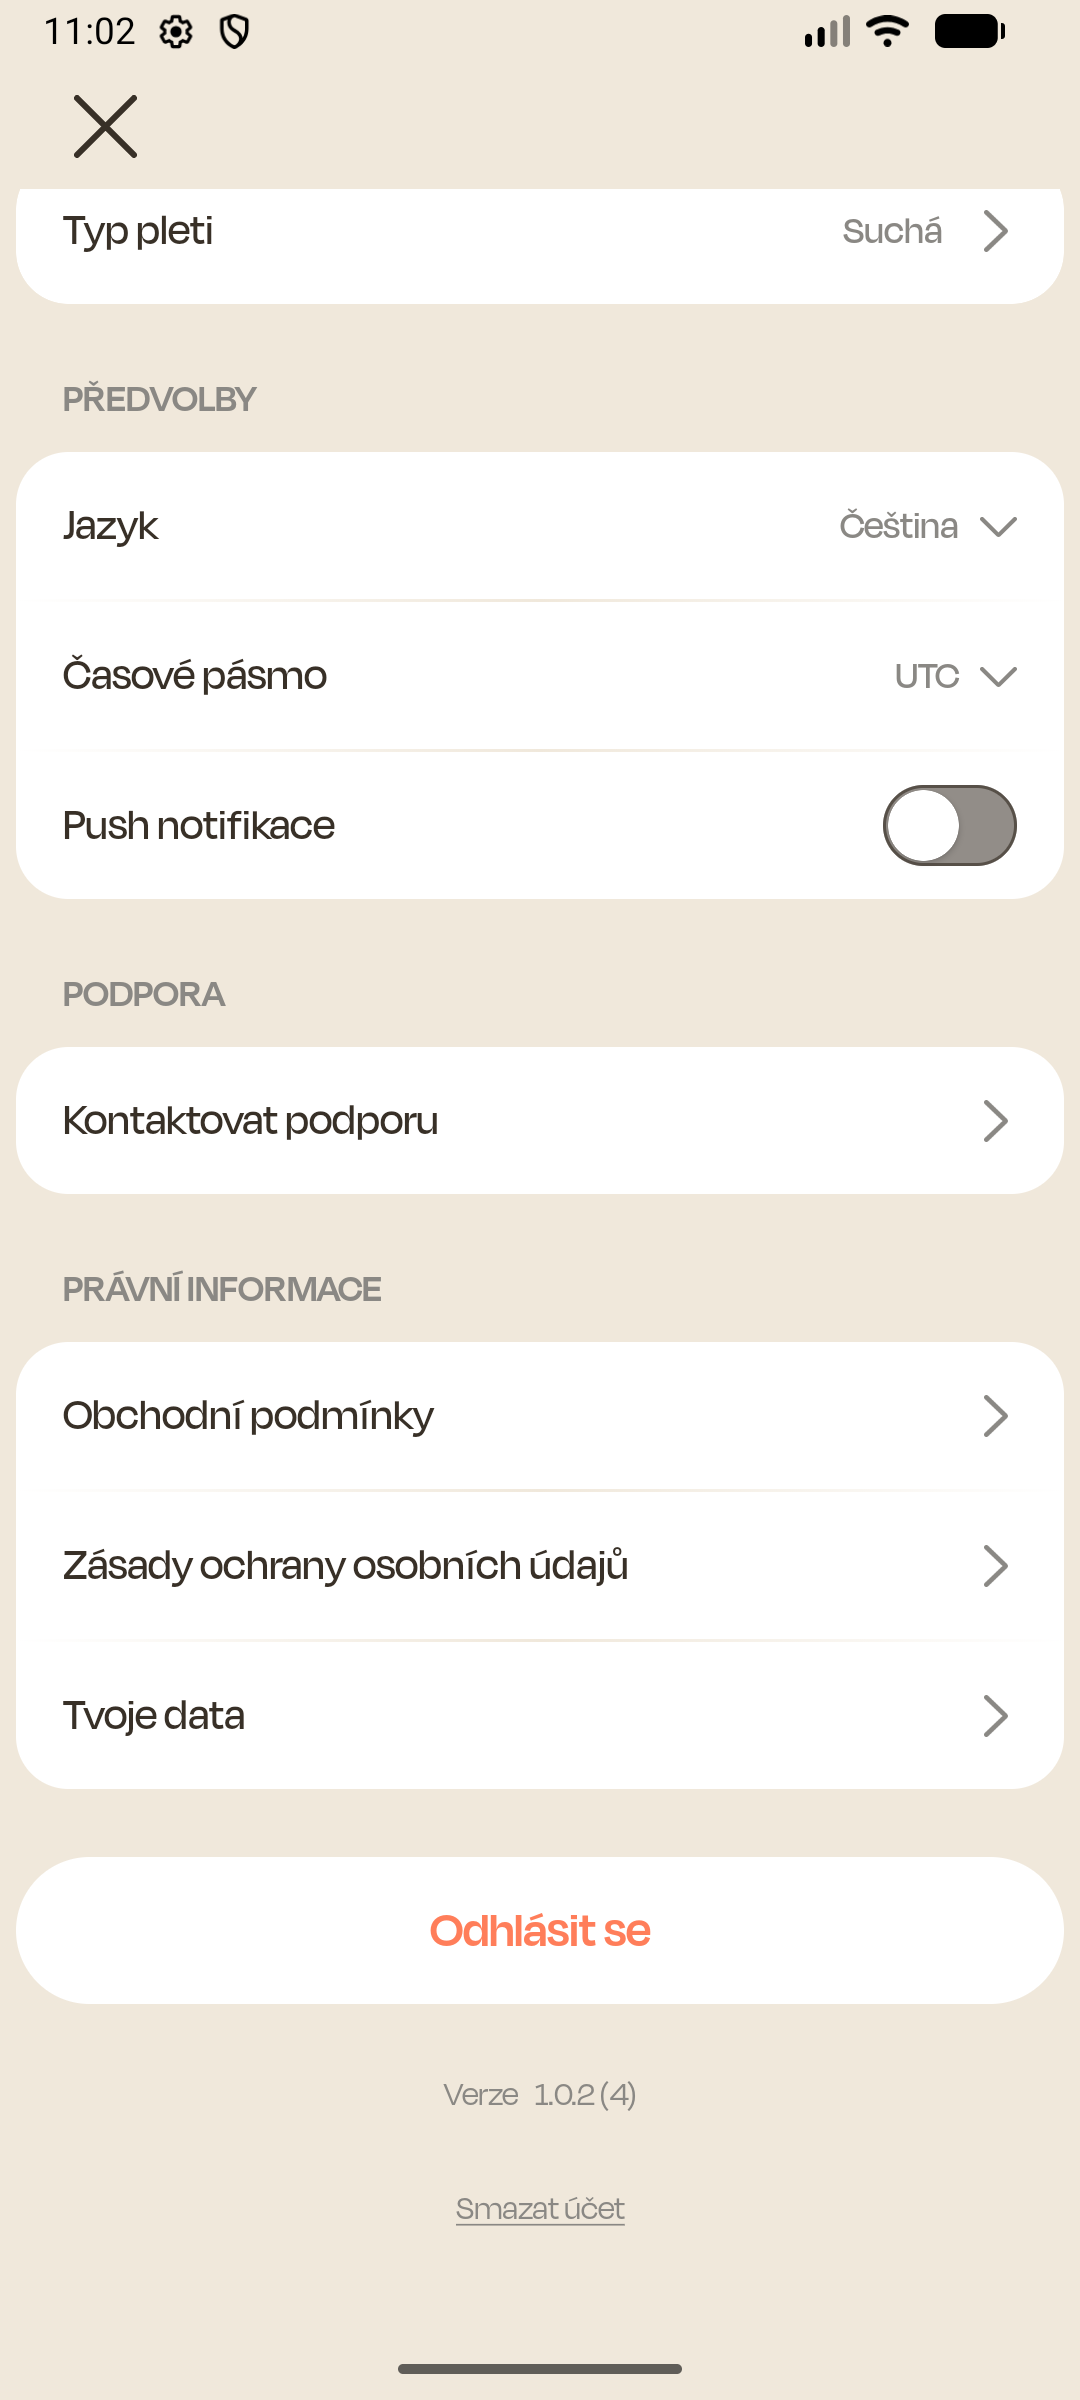 11:02
Typ pleti Suchá
PŘEDVOLBY
Jazyk Čeština
Časové pásmo UTC
Push notifikace
PODPORA
Kontaktovat podporu
PRÁVNÍ INFORMACE
Obchodní podmínky
Zásady ochrany osobních údajů
Tvoje data
Odhlásit se
Verze 1.0.2 (4)
Smazat účet